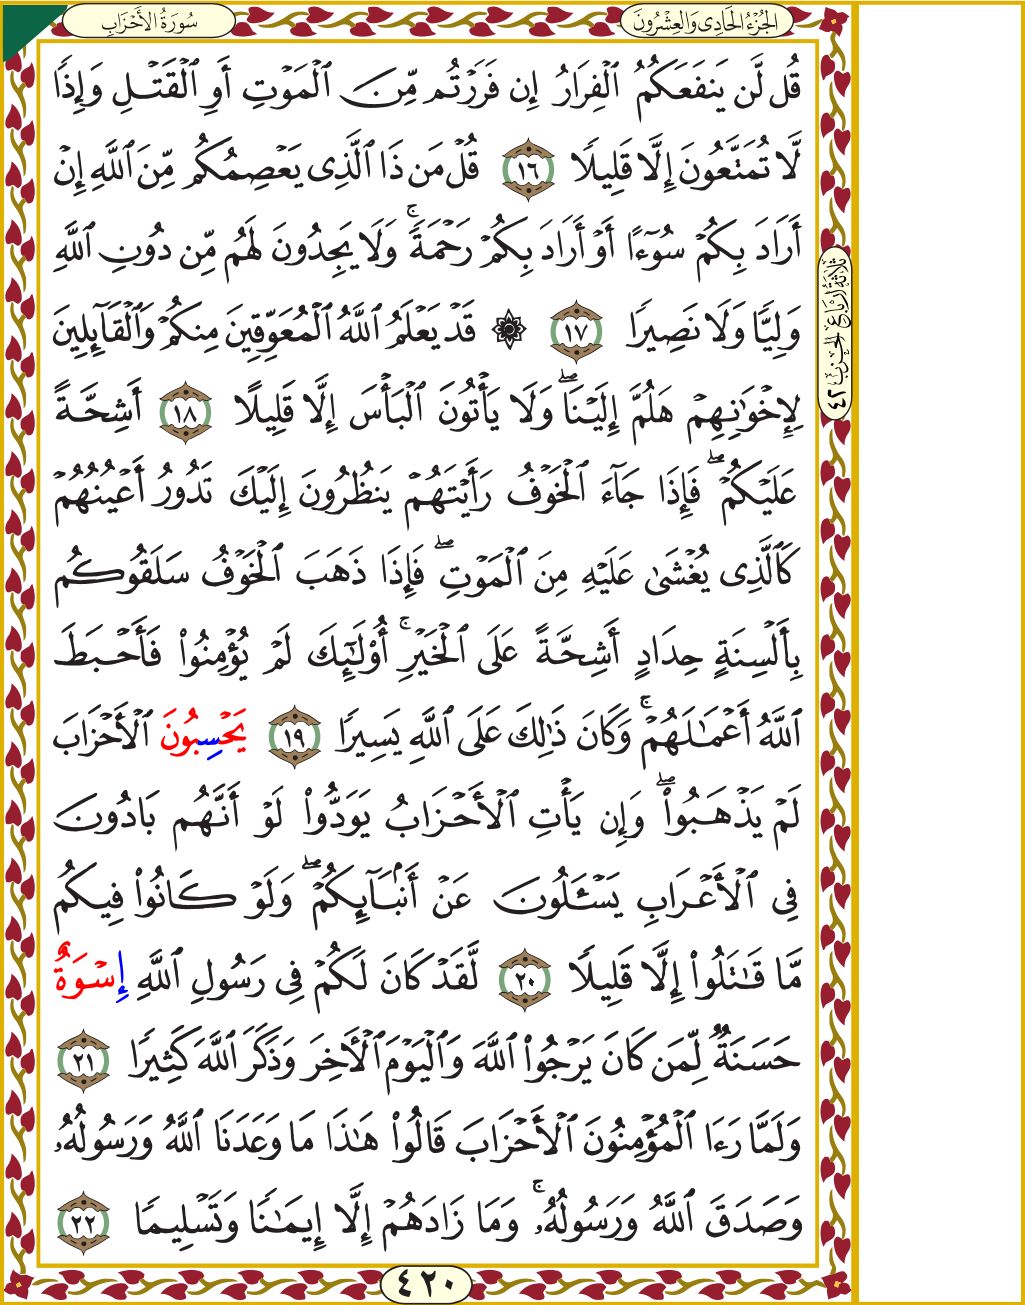 الجُزْءُ الحَادِى وَالعِشْرُونَ
سُورَةُ الأَحْزَابِ
قُل لَّن يَنفَعَكُمُ ٱلْفِرَارُ إِن فَرَرْتُم مِّنَ ٱلْمَوْتِ أَوِ ٱلْقَتْلِ وَإِذًا
لَّا تُمَتَّعُونَ إِلَّا قَلِيلًا ١٦ قُلْ مَن ذَا ٱلَّذِى يَعْصِمُكُم مِّنَ ٱللَّهِ إِنْ
أَرَادَ بِكُمْ سُوٓءًا أَوْ أَرَادَ بِكُمْ رَحْمَةً ۚ وَلَا يَجِدُونَ لَهُم مِّن دُونِ ٱللَّهِ
وَلِيًّا وَلَا نَصِيرًا ١٧ ۞ قَدْ يَعْلَمُ ٱللَّهُ ٱلْمُعَوِّقِينَ مِنكُمْ وَٱلْقَآئِلِينَ
لِإِخْوَٰنِهِمْ هَلُمَّ إِلَيْنَا ۖ وَلَا يَأْتُونَ ٱلْبَأْسَ إِلَّا قَلِيلًا ١٨ أَشِحَّةً
عَلَيْكُمْ ۖ فَإِذَا جَآءَ ٱلْخَوْفُ رَأَيْتَهُمْ يَنظُرُونَ إِلَيْكَ تَدُورُ أَعْيُنُهُمْ
كَٱلَّذِى يُغْشَىٰ عَلَيْهِ مِنَ ٱلْمَوْتِ ۖ فَإِذَا ذَهَبَ ٱلْخَوْفُ سَلَقُوكُم
بِأَلْسِنَةٍ حِدَادٍ أَشِحَّةً عَلَى ٱلْخَيْرِ ۚ أُو۟لَٰٓئِكَ لَمْ يُؤْمِنُوا۟ فَأَحْبَطَ
ٱللَّهُ أَعْمَٰلَهُمْ ۚ وَكَانَ ذَٰلِكَ عَلَى ٱللَّهِ يَسِيرًا ١٩ يَحْسِبُونَ ٱلْأَحْزَابَ
لَمْ يَذْهَبُوا۟ ۖ وَإِن يَأْتِ ٱلْأَحْزَابُ يَوَدُّوا۟ لَوْ أَنَّهُم بَادُونَ
فِى ٱلْأَعْرَابِ يَسْـَٔلُونَ عَنْ أَنۢبَآئِكُمْ ۖ وَلَوْ كَانُوا۟ فِيكُم
مَّا قَٰتَلُوا۟ إِلَّا قَلِيلًا ٢٠ لَّقَدْ كَانَ لَكُمْ فِى رَسُولِ ٱللَّهِ إِسْوَةٌ
حَسَنَةٌ لِّمَن كَانَ يَرْجُوا۟ ٱللَّهَ وَٱلْيَوْمَ ٱلْـَٔاخِرَ وَذَكَرَ ٱللَّهَ كَثِيرًا ٢١
وَلَمَّا رَءَا ٱلْمُؤْمِنُونَ ٱلْأَحْزَابَ قَالُوا۟ هَٰذَا مَا وَعَدَنَا ٱللَّهُ وَرَسُولُهُۥ
وَصَدَقَ ٱللَّهُ وَرَسُولُهُۥ ۚ وَمَا زَادَهُمْ إِلَّا إِيمَٰنًا وَتَسْلِيمًا ٢٢
ثَلَاثَةُ أَرْبَاعِ الحِزْبِ ٤٢
٤٢٠